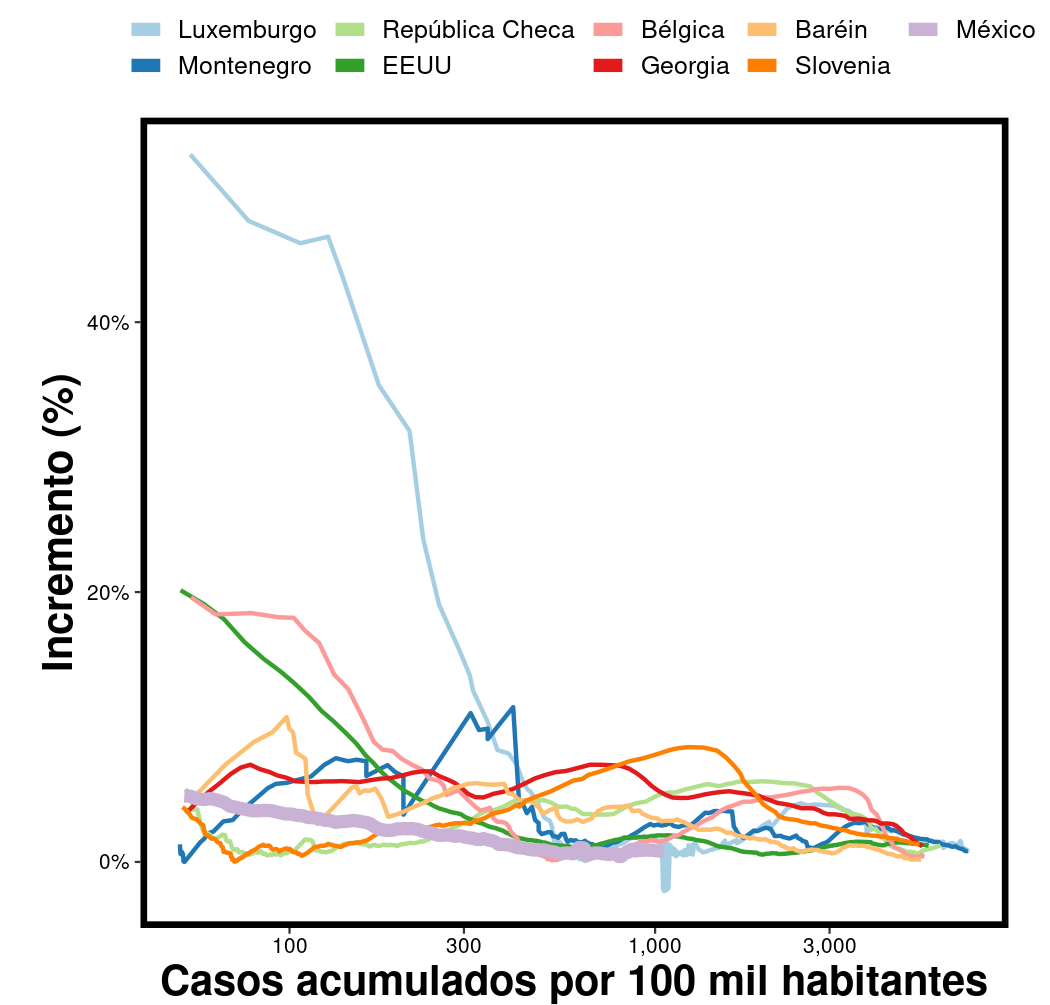 Luxemburgo República Checa Bélgica Baréin México
Montenegro EEUU Georgia Slovenia
40%
Incremento (%)
20%
0%
100 300 1,000 3,000
Casos acumulados por 100 mil habitantes